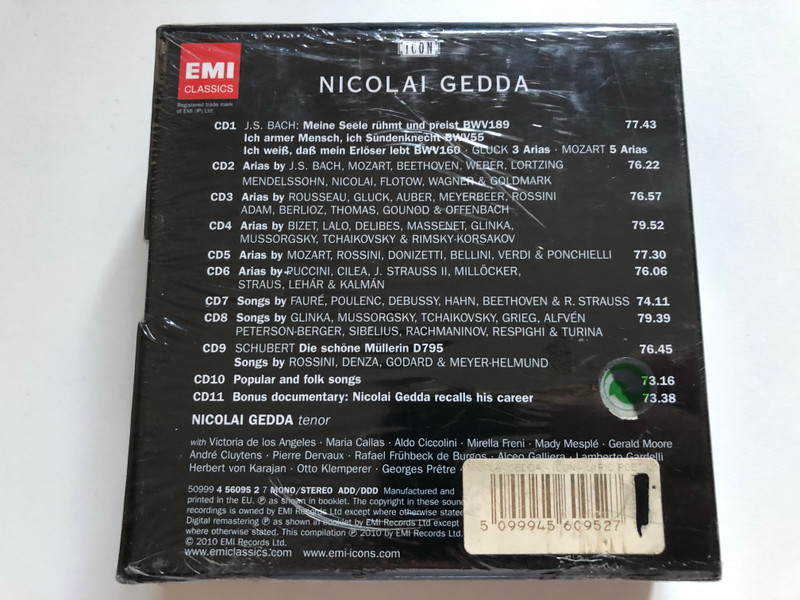 ICON
EMI
CLASSICS
Registered trade mark
of EMI (IP) Ltd.
NICOLAI GEDDA
CD1 J.S. BACH: Meine Seele rühmt und preist BWV189 77.43
Ich armer Mensch, ich Sündenknecht BWV55
Ich weiß, daß mein Erlöser lebt BWV160 · GLUCK 3 Arias · MOZART 5 Arias
CD2 Arias by J.S. BACH, MOZART, BEETHOVEN, WEBER, LORTZING 76.22
MENDELSSOHN, NICOLAI, FLOTOW, WAGNER & GOLDMARK
CD3 Arias by ROUSSEAU, GLUCK, AUBER, MEYERBEER, ROSSINI 76.57
ADAM, BERLIOZ, THOMAS, GOUNOD & OFFENBACH
CD4 Arias by BIZET, LALO, DELIBES, MASSENET, GLINKA, 79.52
MUSSORGSKY, TCHAIKOVSKY & RIMSKY-KORSAKOV
CD5 Arias by MOZART, ROSSINI, DONIZETTI, BELLINI, VERDI & PONCHIELLI 77.30
CD6 Arias by PUCCINI, CILEA, J. STRAUSS II, MILLÖCKER, 76.06
STRAUS, LEHÁR & KALMÁN
CD7 Songs by FAURÉ, POULENC, DEBUSSY, HAHN, BEETHOVEN & R. STRAUSS 74.11
CD8 Songs by GLINKA, MUSSORGSKY, TCHAIKOVSKY, GRIEG, ALFVÉN 79.39
PETERSON-BERGER, SIBELIUS, RACHMANINOV, RESPIGHI & TURINA
CD9 SCHUBERT Die schöne Müllerin D795 76.45
Songs by ROSSINI, DENZA, GODARD & MEYER-HELMUND
CD10 Popular and folk songs 73.16
CD11 Bonus documentary: Nicolai Gedda recalls his career 73.38
NICOLAI GEDDA tenor
with Victoria de los Angeles · Maria Callas · Aldo Ciccolini · Mirella Freni · Mady Mesplé · Gerald Moore
André Cluytens · Pierre Dervaux · Rafael Frühbeck de Burgos · Alceo Galliera · Lamberto Gardelli
Herbert von Karajan · Otto Klemperer · Georges Prêtre ·
50999 4 56095 2 7 MONO/STEREO ADD/DDD Manufactured and
printed in the EU. ℗ as shown in booklet. The copyright in these sound
recordings is owned by EMI Records Ltd except where otherwise stated.
Digital remastering ℗ as shown in booklet by EMI Records Ltd except
where otherwise stated. This compilation ℗ 2010 by EMI Records Ltd.
© 2010 EMI Records Ltd.
www.emiclassics.com www.emi-icons.com
5 099945 609527